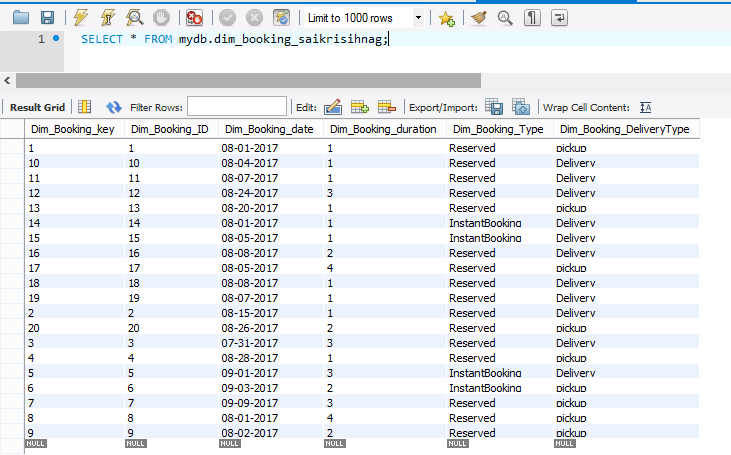 Limit to 1000 rows
1 SELECT * FROM mydb.dim_booking_saikrisihnag;
Result Grid Filter Rows: Edit: Export/Import: Wrap Cell Content:
Dim_Booking_key Dim_Booking_ID Dim_Booking_date Dim_Booking_duration Dim_Booking_Type Dim_Booking_DeliveryType
1 1 08-01-2017 1 Reserved pickup
10 10 08-04-2017 1 Reserved Delivery
11 11 08-07-2017 1 Reserved Delivery
12 12 08-24-2017 3 Reserved Delivery
13 13 08-20-2017 1 Reserved pickup
14 14 08-01-2017 1 InstantBooking Delivery
15 15 08-05-2017 1 InstantBooking Delivery
16 16 08-08-2017 2 Reserved Delivery
17 17 08-05-2017 4 Reserved pickup
18 18 08-08-2017 1 Reserved Delivery
19 19 08-07-2017 1 Reserved Delivery
2 2 08-15-2017 1 Reserved Delivery
20 20 08-26-2017 2 Reserved pickup
3 3 07-31-2017 3 Reserved Delivery
4 4 08-28-2017 1 Reserved pickup
5 5 09-01-2017 3 InstantBooking Delivery
6 6 09-03-2017 2 InstantBooking pickup
7 7 09-09-2017 3 Reserved pickup
8 8 08-01-2017 4 Reserved pickup
9 9 08-02-2017 2 Reserved pickup
NULL NULL NULL NULL NULL NULL